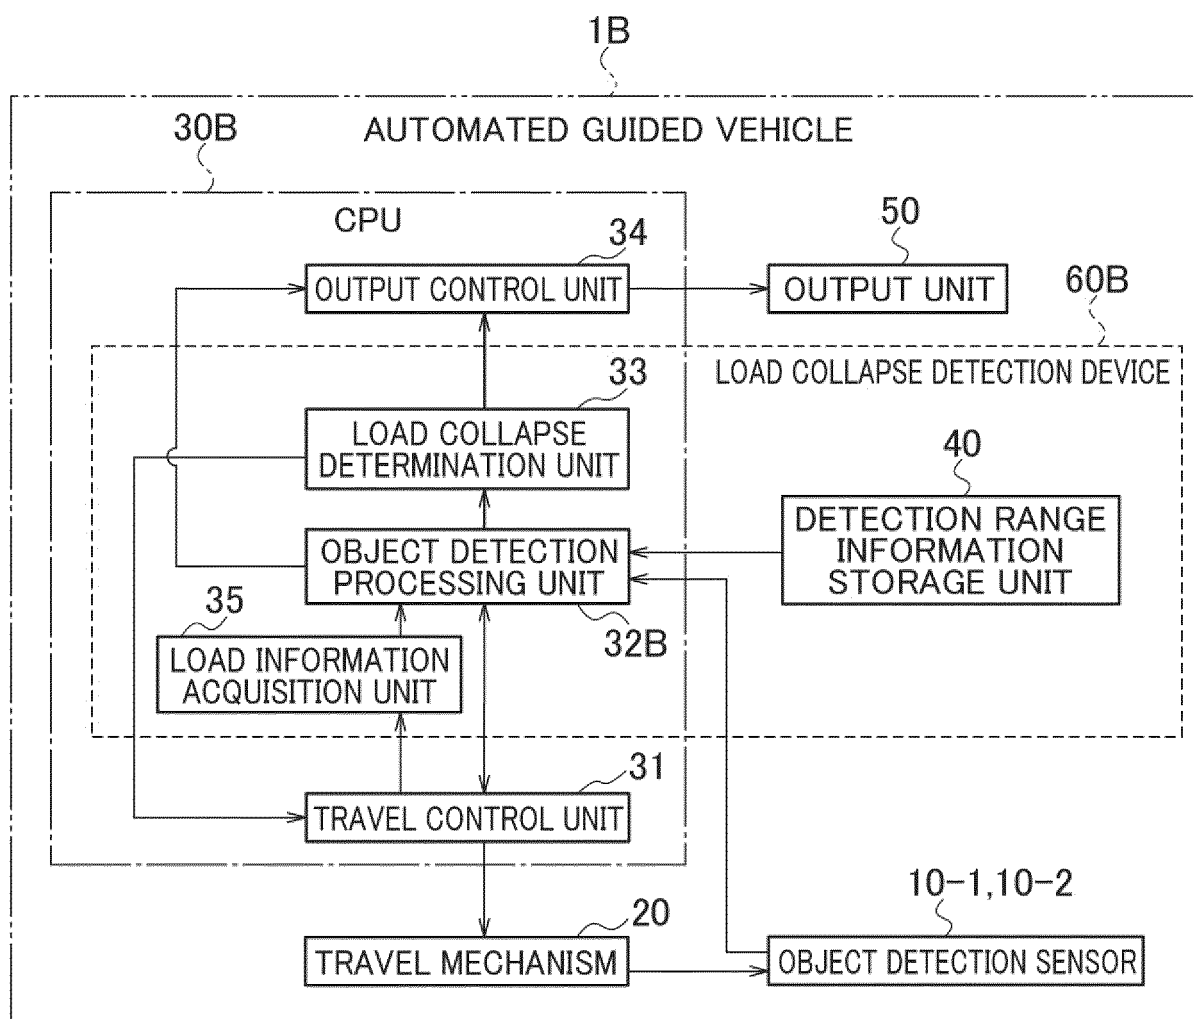 1B
30B
AUTOMATED GUIDED VEHICLE
CPU
34
50
OUTPUT CONTROL UNIT
OUTPUT UNIT
60B
33
LOAD COLLAPSE DETECTION DEVICE
LOAD COLLAPSE
DETERMINATION UNIT
40
DETECTION RANGE
INFORMATION
STORAGE UNIT
OBJECT DETECTION
PROCESSING UNIT
35
32B
LOAD INFORMATION
ACQUISITION UNIT
31
TRAVEL CONTROL UNIT
10-1,10-2
20
TRAVEL MECHANISM
OBJECT DETECTION SENSOR